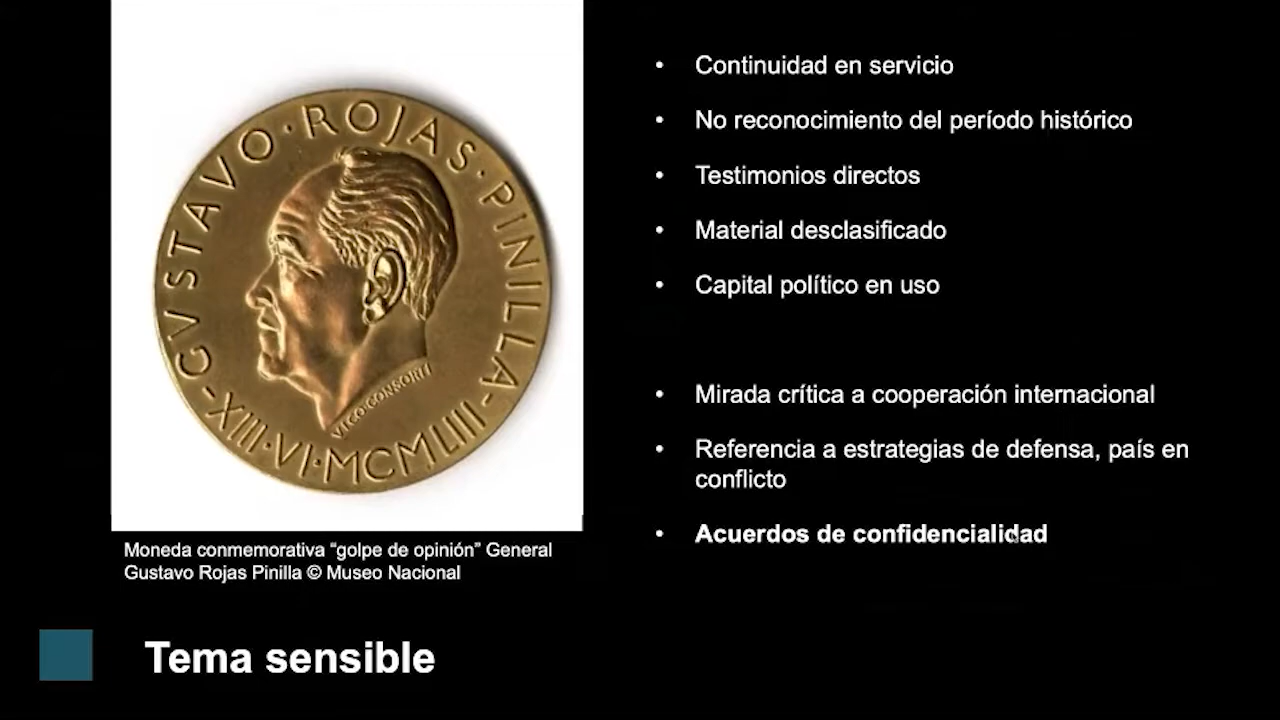 GVSTAVO·ROJAS·PINILLA-
-XIII·VI·MCMLIII
VICO·CONSORTI
Moneda conmemorativa “golpe de opinión” General
Gustavo Rojas Pinilla © Museo Nacional
• Continuidad en servicio
• No reconocimiento del período histórico
• Testimonios directos
• Material desclasificado
• Capital político en uso
• Mirada crítica a cooperación internacional
• Referencia a estrategias de defensa, país en
conflicto
• Acuerdos de confidencialidad
Tema sensible